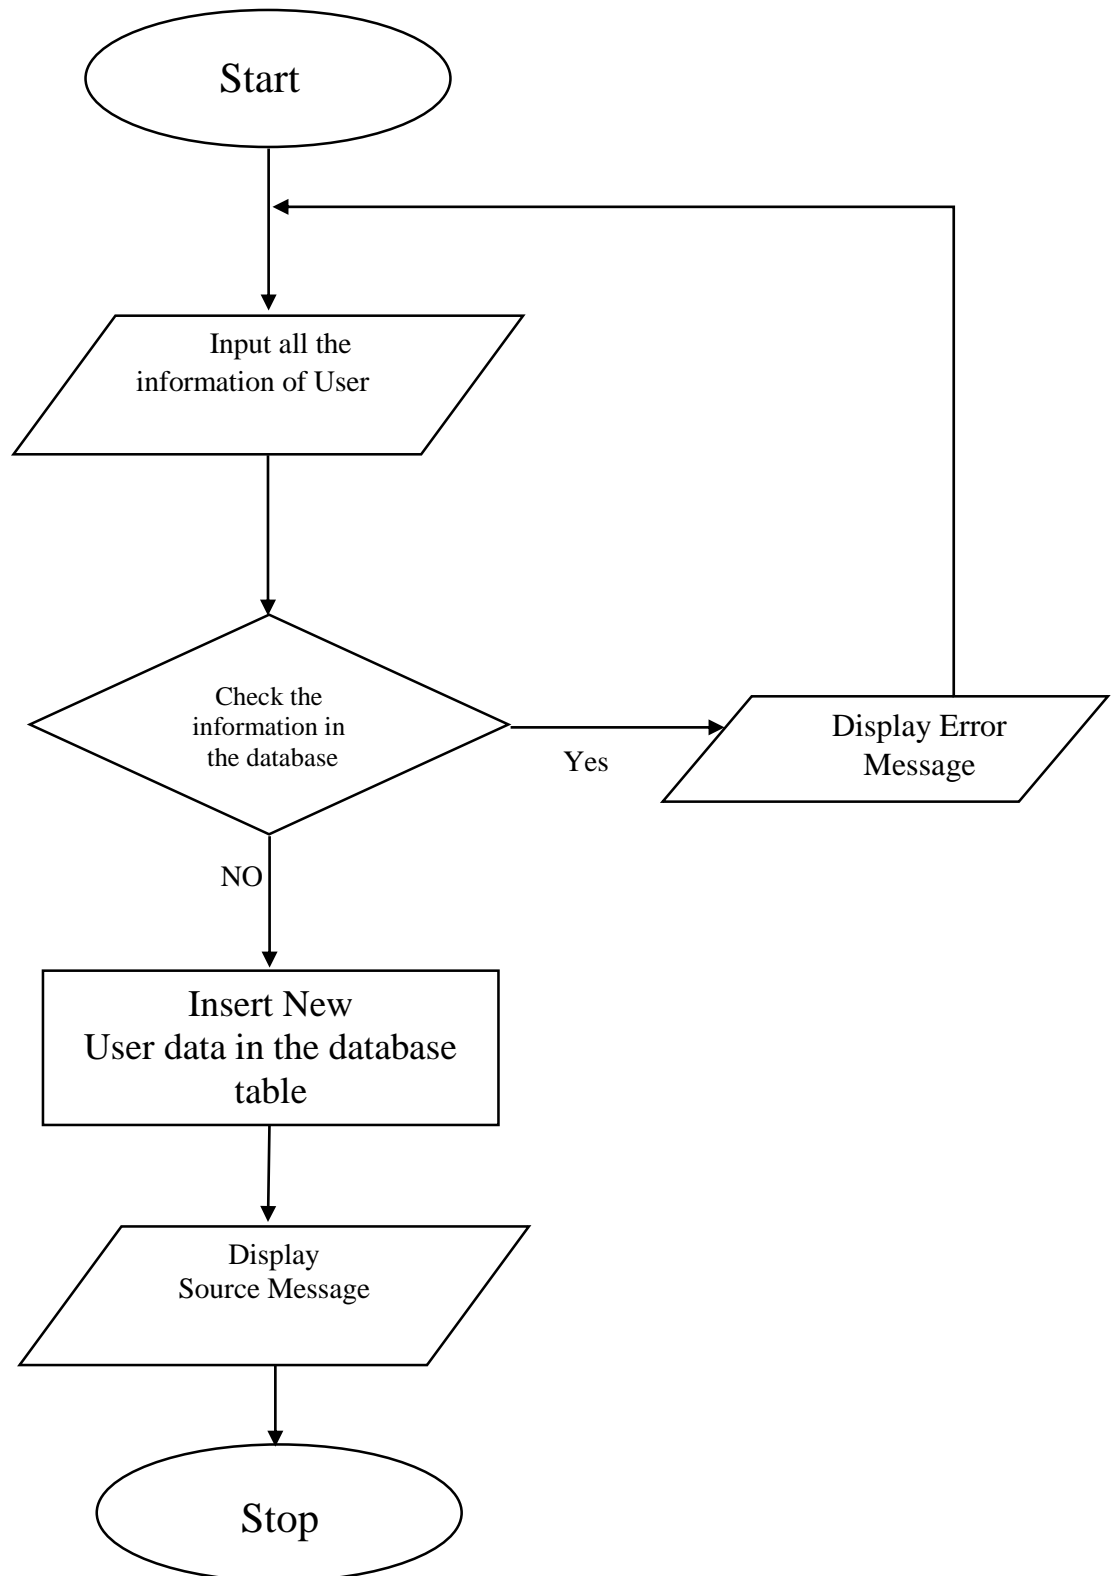 Start
Input all the
information of User
Check the
information in
the database
Yes
Display Error
Message
NO
Insert New
User data in the database
table
Display
Source Message
Stop